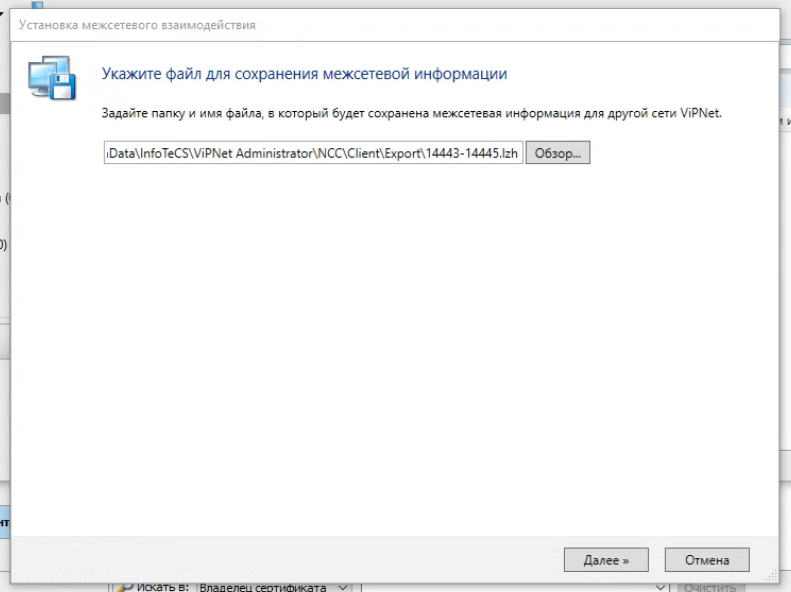 Установка межсетевого взаимодействия
Укажите файл для сохранения межсетевой информации
Задайте папку и имя файла, в который будет сохранена межсетевая информация для другой сети ViPNet.
Data\InfoTeCS\ViPNet Administrator\NCC\Client\Export\14443-14445.lzh
Обзор...
Далее »
Отмена
Искать в:
Владелец сертификата
Очистить